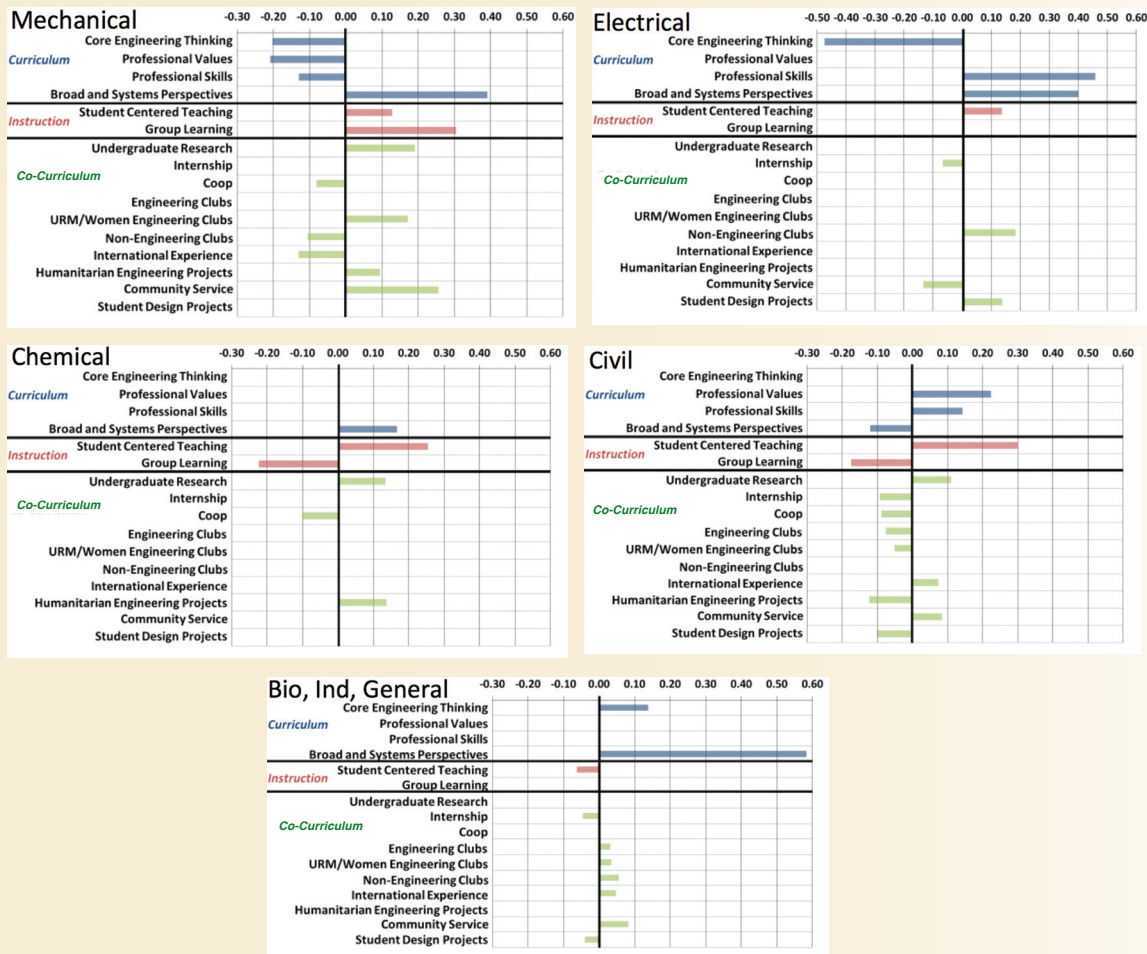 Mechanical
-0.30 -0.20 -0.10 0.00 0.10 0.20 0.30 0.40 0.50 0.60
Core Engineering Thinking
Curriculum
Professional Values
Professional Skills
Broad and Systems Perspectives
Student Centered Teaching
Instruction
Group Learning
Undergraduate Research
Internship
Co-Curriculum
Coop
Engineering Clubs
URM/Women Engineering Clubs
Non-Engineering Clubs
International Experience
Humanitarian Engineering Projects
Community Service
Student Design Projects
Electrical
-0.50 -0.40 -0.30 -0.20 -0.10 0.00 0.10 0.20 0.30 0.40 0.50 0.60
Core Engineering Thinking
Curriculum
Professional Values
Professional Skills
Broad and Systems Perspectives
Student Centered Teaching
Instruction
Group Learning
Undergraduate Research
Internship
Co-Curriculum
Coop
Engineering Clubs
URM/Women Engineering Clubs
Non-Engineering Clubs
International Experience
Humanitarian Engineering Projects
Community Service
Student Design Projects
Chemical
-0.30 -0.20 -0.10 0.00 0.10 0.20 0.30 0.40 0.50 0.60
Core Engineering Thinking
Curriculum
Professional Values
Professional Skills
Broad and Systems Perspectives
Student Centered Teaching
Instruction
Group Learning
Undergraduate Research
Internship
Co-Curriculum
Coop
Engineering Clubs
URM/Women Engineering Clubs
Non-Engineering Clubs
International Experience
Humanitarian Engineering Projects
Community Service
Student Design Projects
Civil
-0.30 -0.20 -0.10 0.00 0.10 0.20 0.30 0.40 0.50 0.60
Core Engineering Thinking
Curriculum
Professional Values
Professional Skills
Broad and Systems Perspectives
Student Centered Teaching
Instruction
Group Learning
Undergraduate Research
Internship
Co-Curriculum
Coop
Engineering Clubs
URM/Women Engineering Clubs
Non-Engineering Clubs
International Experience
Humanitarian Engineering Projects
Community Service
Student Design Projects
Bio, Ind, General
-0.30 -0.20 -0.10 0.00 0.10 0.20 0.30 0.40 0.50 0.60
Core Engineering Thinking
Curriculum
Professional Values
Professional Skills
Broad and Systems Perspectives
Student Centered Teaching
Instruction
Group Learning
Undergraduate Research
Internship
Co-Curriculum
Coop
Engineering Clubs
URM/Women Engineering Clubs
Non-Engineering Clubs
International Experience
Humanitarian Engineering Projects
Community Service
Student Design Projects